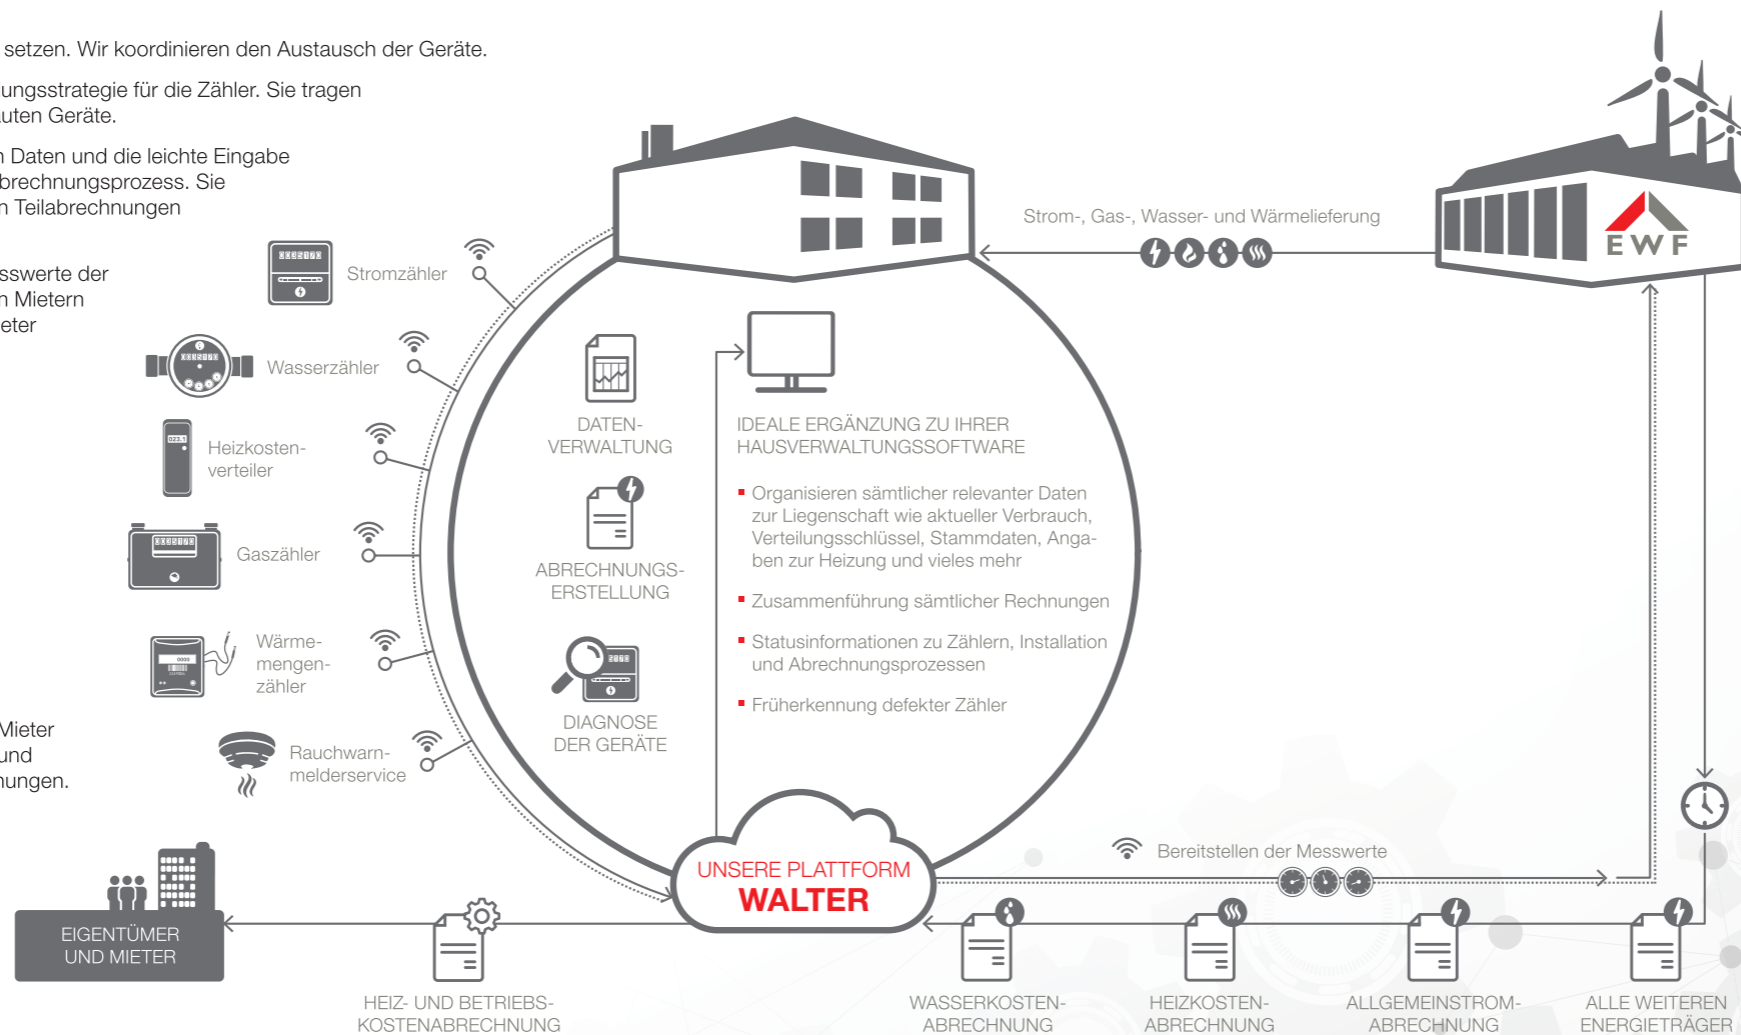 setzen. Wir koordinieren den Austausch der Geräte.
ungsstrategie für die Zähler. Sie tragen
uten Geräte.
n Daten und die leichte Eingabe
brechnungsprozess. Sie
n Teilabrechnungen
sswerte der
n Mietern
eter
Mieter
und
nungen.
Stromzähler
Wasserzähler
Heizkosten-
verteiler
Gaszähler
Wärme-
mengen-
zähler
Rauchwarn-
melderservice
DATEN-
VERWALTUNG
ABRECHNUNGS-
ERSTELLUNG
DIAGNOSE
DER GERÄTE
IDEALE ERGÄNZUNG ZU IHRER
HAUSVERWALTUNGSSOFTWARE
▪ Organisieren sämtlicher relevanter Daten
zur Liegenschaft wie aktueller Verbrauch,
Verteilungsschlüssel, Stammdaten, Anga-
ben zur Heizung und vieles mehr
▪ Zusammenführung sämtlicher Rechnungen
▪ Statusinformationen zu Zählern, Installation
und Abrechnungsprozessen
▪ Früherkennung defekter Zähler
Strom-, Gas-, Wasser- und Wärmelieferung
EWF
UNSERE PLATTFORM
WALTER
Bereitstellen der Messwerte
EIGENTÜMER
UND MIETER
HEIZ- UND BETRIEBS-
KOSTENABRECHNUNG
WASSERKOSTEN-
ABRECHNUNG
HEIZKOSTEN-
ABRECHNUNG
ALLGEMEINSTROM-
ABRECHNUNG
ALLE WEITEREN
ENERGIETRÄGER